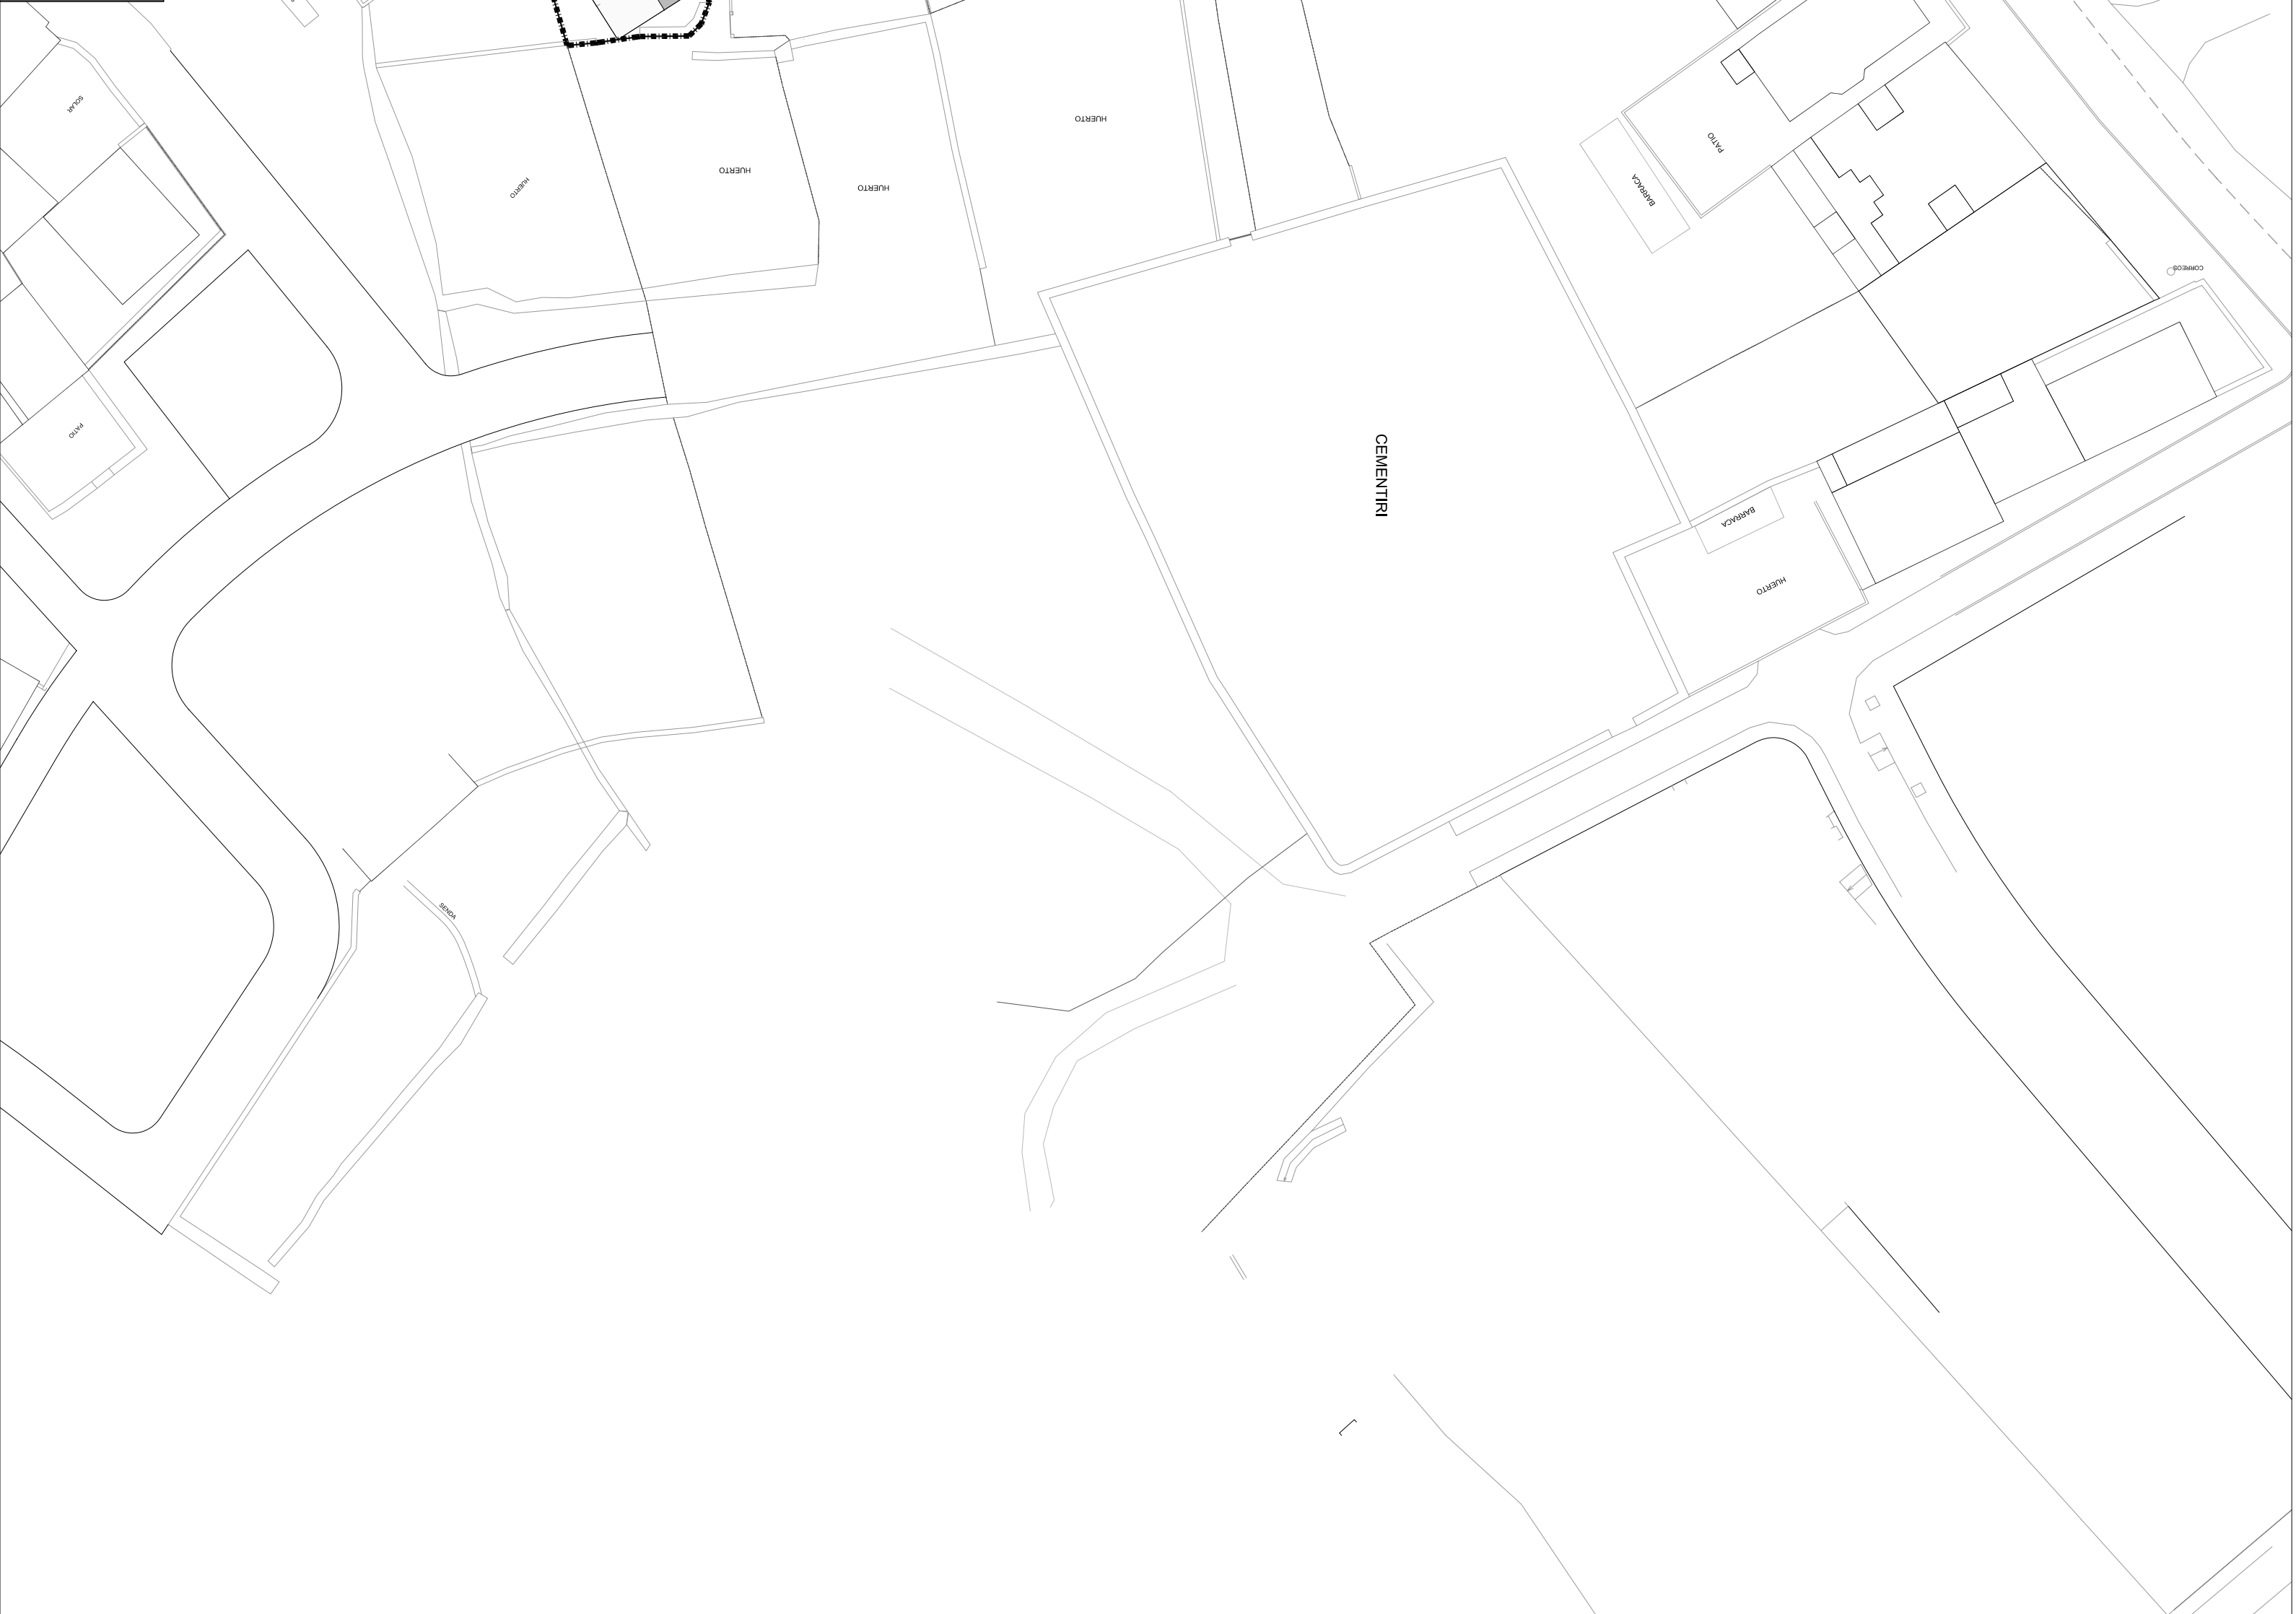 SOLAR
HUERTO
HUERTO
HUERTO
HUERTO
PATIO
BARRACA
CORREOS
PATIO
CEMENTIRI
BARRACA
HUERTO
SENDA